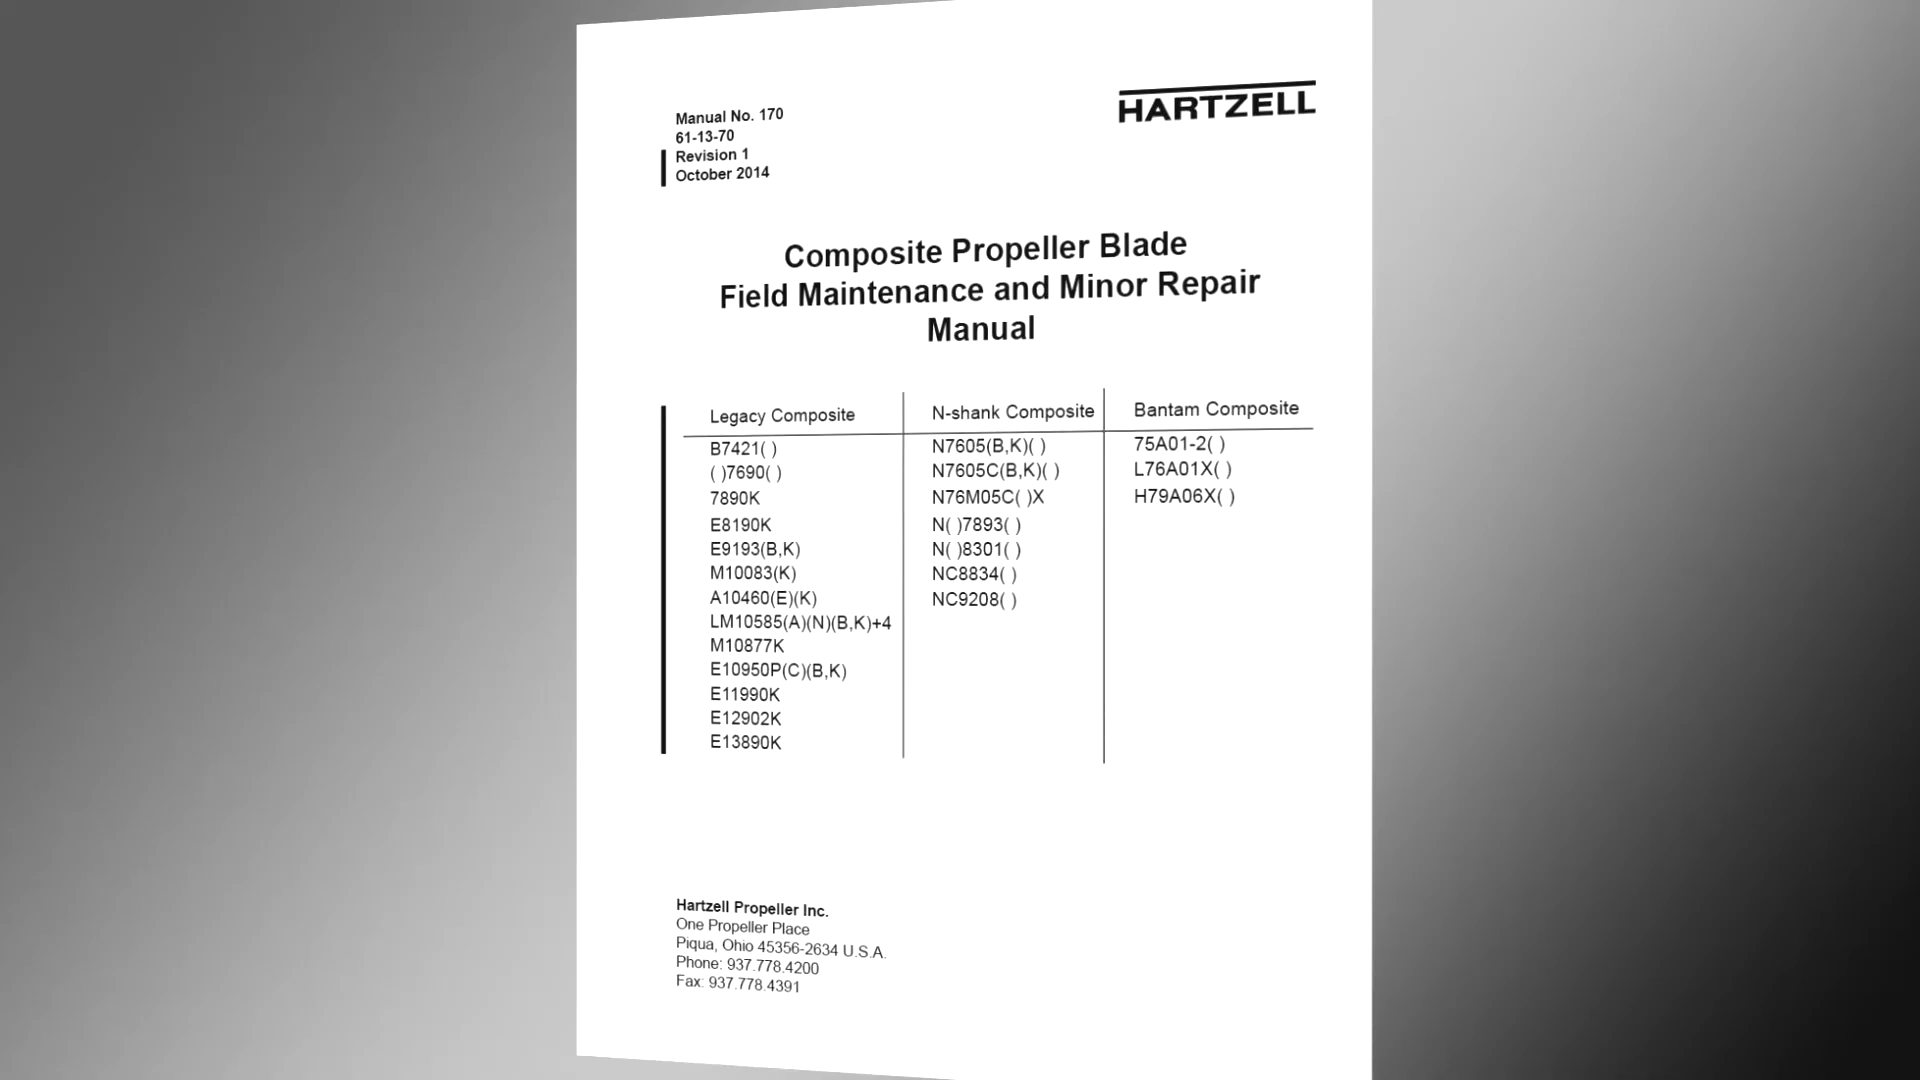 Manual No. 170
61-13-70
Revision 1
October 2014
HARTZELL
Composite Propeller Blade
Field Maintenance and Minor Repair
Manual
Legacy Composite
B7421( )
( )7690( )
7890K
E8190K
E9193(B,K)
M10083(K)
A10460(E)(K)
LM10585(A)(N)(B,K)+4
M10877K
E10950P(C)(B,K)
E11990K
E12902K
E13890K
N-shank Composite
N7605(B,K)( )
N7605C(B,K)( )
N76M05C( )X
N( )7893( )
N( )8301( )
NC8834( )
NC9208( )
Bantam Composite
75A01-2( )
L76A01X( )
H79A06X( )
Hartzell Propeller Inc.
One Propeller Place
Piqua, Ohio 45356-2634 U.S.A.
Phone: 937.778.4200
Fax: 937.778.4391